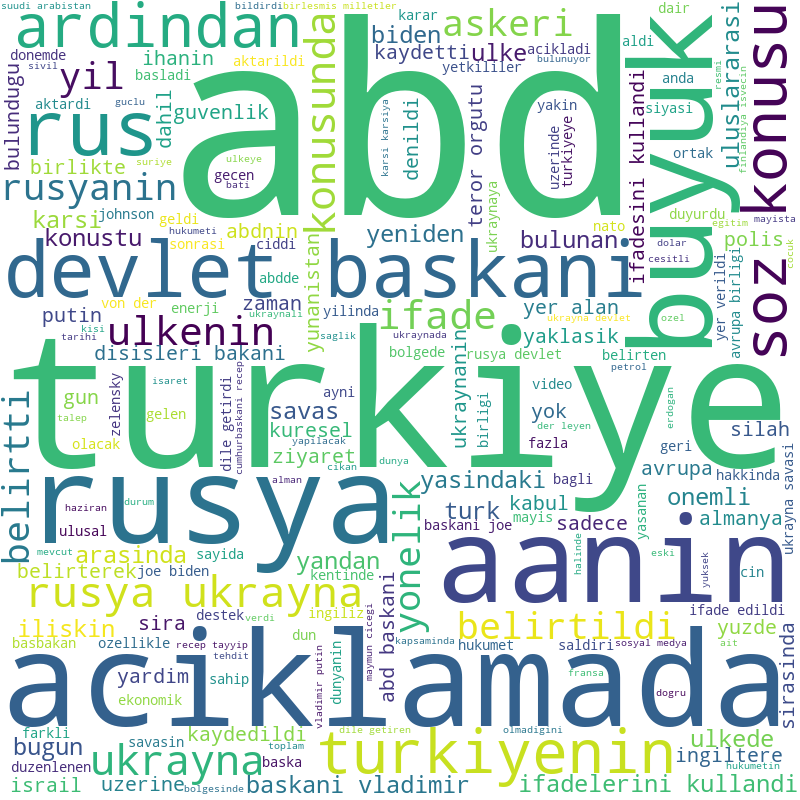 suudi arabistan
bildirdi
birlesmis milletler
karar
dair
ardindan
abd
buyuk
soz konusu
konusunda
biden
askeri
aldi
uluslararasi
resmi
finlandiya isvecin
yil
ihanin
basladi
aktarildi
kaydetti
ulke
acikladi
bulunuyor
yetkililer
donemde
sivil
bulundugu
aktardi
guclu
dahil
guvenlik
karsi karsiya
denildi
teror orgutu
yakin
anda
siyasi
rus
birlikte
suriye
ulkeye
gecen
bati
uzerinde
turkiyeye
ifadesini kullandi
ortak
rusyanin
karsi
johnson
geldi
hukumeti
abdnin
ukraynaya
nato
duyurdu
egitim
mayista
konustu
sonrasi
ciddi
yeniden
bulunan
dolar
cesitli
polis
cocuk
devlet baskani
yunanistan
abdde
yer verildi
avrupa birligi
putin
von der
enerji
ukraynali
zaman
yilinda
ifade
yer alan
ukrayna devlet
ozel
ulkenin
kisi
tarihi
saglik
ukraynada
ukraynanin
birligi
yaklasik
belirten
petrol
disisleri bakani
bolgede
rusya devlet
turkiye
gun
zelensky
isaret
dile getirdi
cumhurbaskani recep
ayni
video
erdogan
belirtti
talep
gelen
savas
kuresel
yok
der leyen
silah
olacak
yapilacak
ziyaret
fazla
geri
hakkinda
ukrayna savasi
cikan
dunya
alman
yasindaki
bagli
avrupa
rusya
haziran
durum
yonelik
turk
kabul
mayis
yasanan
onemli
ulusal
baskani joe
sadece
almanya
mevcut
arasinda
sayida
yandan
aanin
halinde
eski
yuksek
cin
belirterek
joe biden
kentinde
rusya ukrayna
destek
verdi
ingiliz
abd baskani
belirtildi
ifade edildi
ait
iliskin
sira
yuzde
sirasinda
basbakan
ozellikle
recep tayyip
tehdit
dun
vladimir putin
dunyanin
maymun cicegi
kapsaminda
hukumet
saldiri
sosyal medya
fransa
aciklamada
dogru
yardim
sahip
ekonomik
farkli
savasin
kaydedildi
dile getiren
olmadigini
ulkede
bugun
ukrayna
toplam
turkiyenin
ingiltere
duzenlenen
baska
hukumetin
israil
uzerine
bolgesinde
baskani vladimir
ifadelerini kullandi